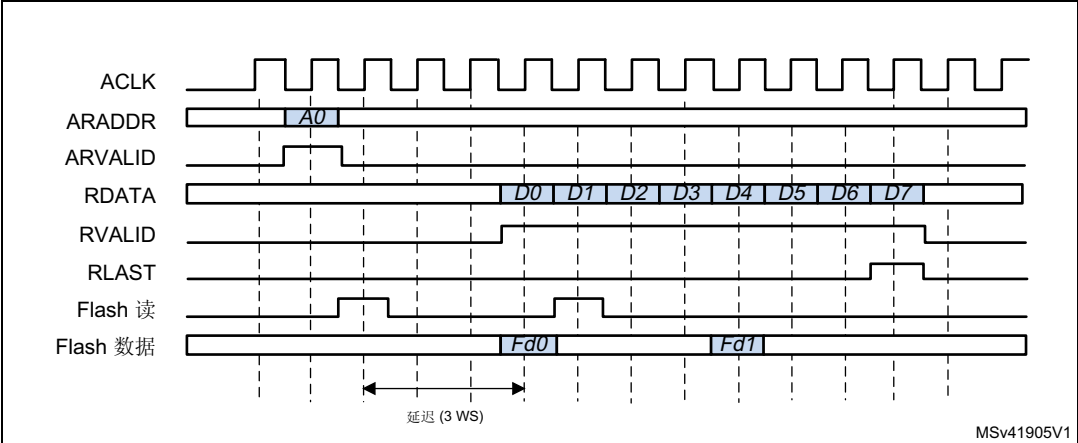 ACLK
ARADDR A0
ARVALID
RDATA D0 D1 D2 D3 D4 D5 D6 D7
RVALID
RLAST
Flash 读
Flash 数据 Fd0 Fd1
延迟 (3 WS)
MSv41905V1